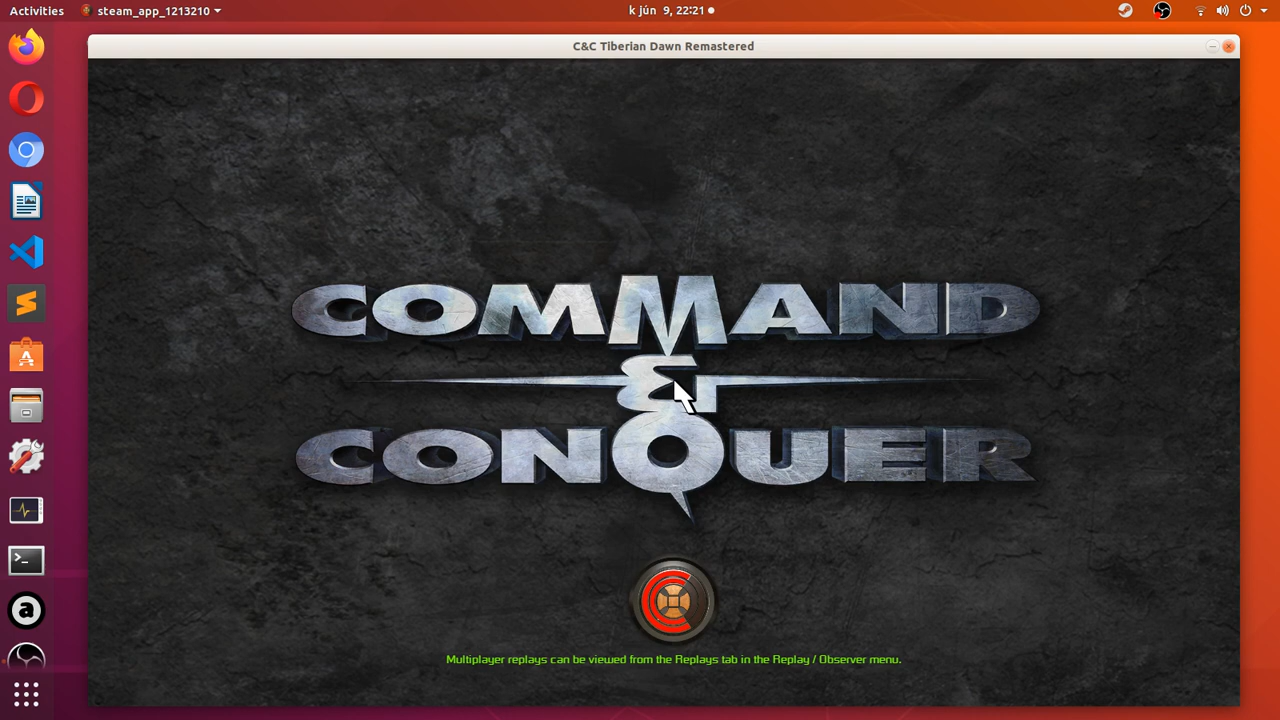 Activities
steam_app_1213210
k jún 9, 22:21
C&C Tiberian Dawn Remastered
COMMAND
&
CONQUER
Multiplayer replays can be viewed from the Replays tab in the Replay / Observer menu.